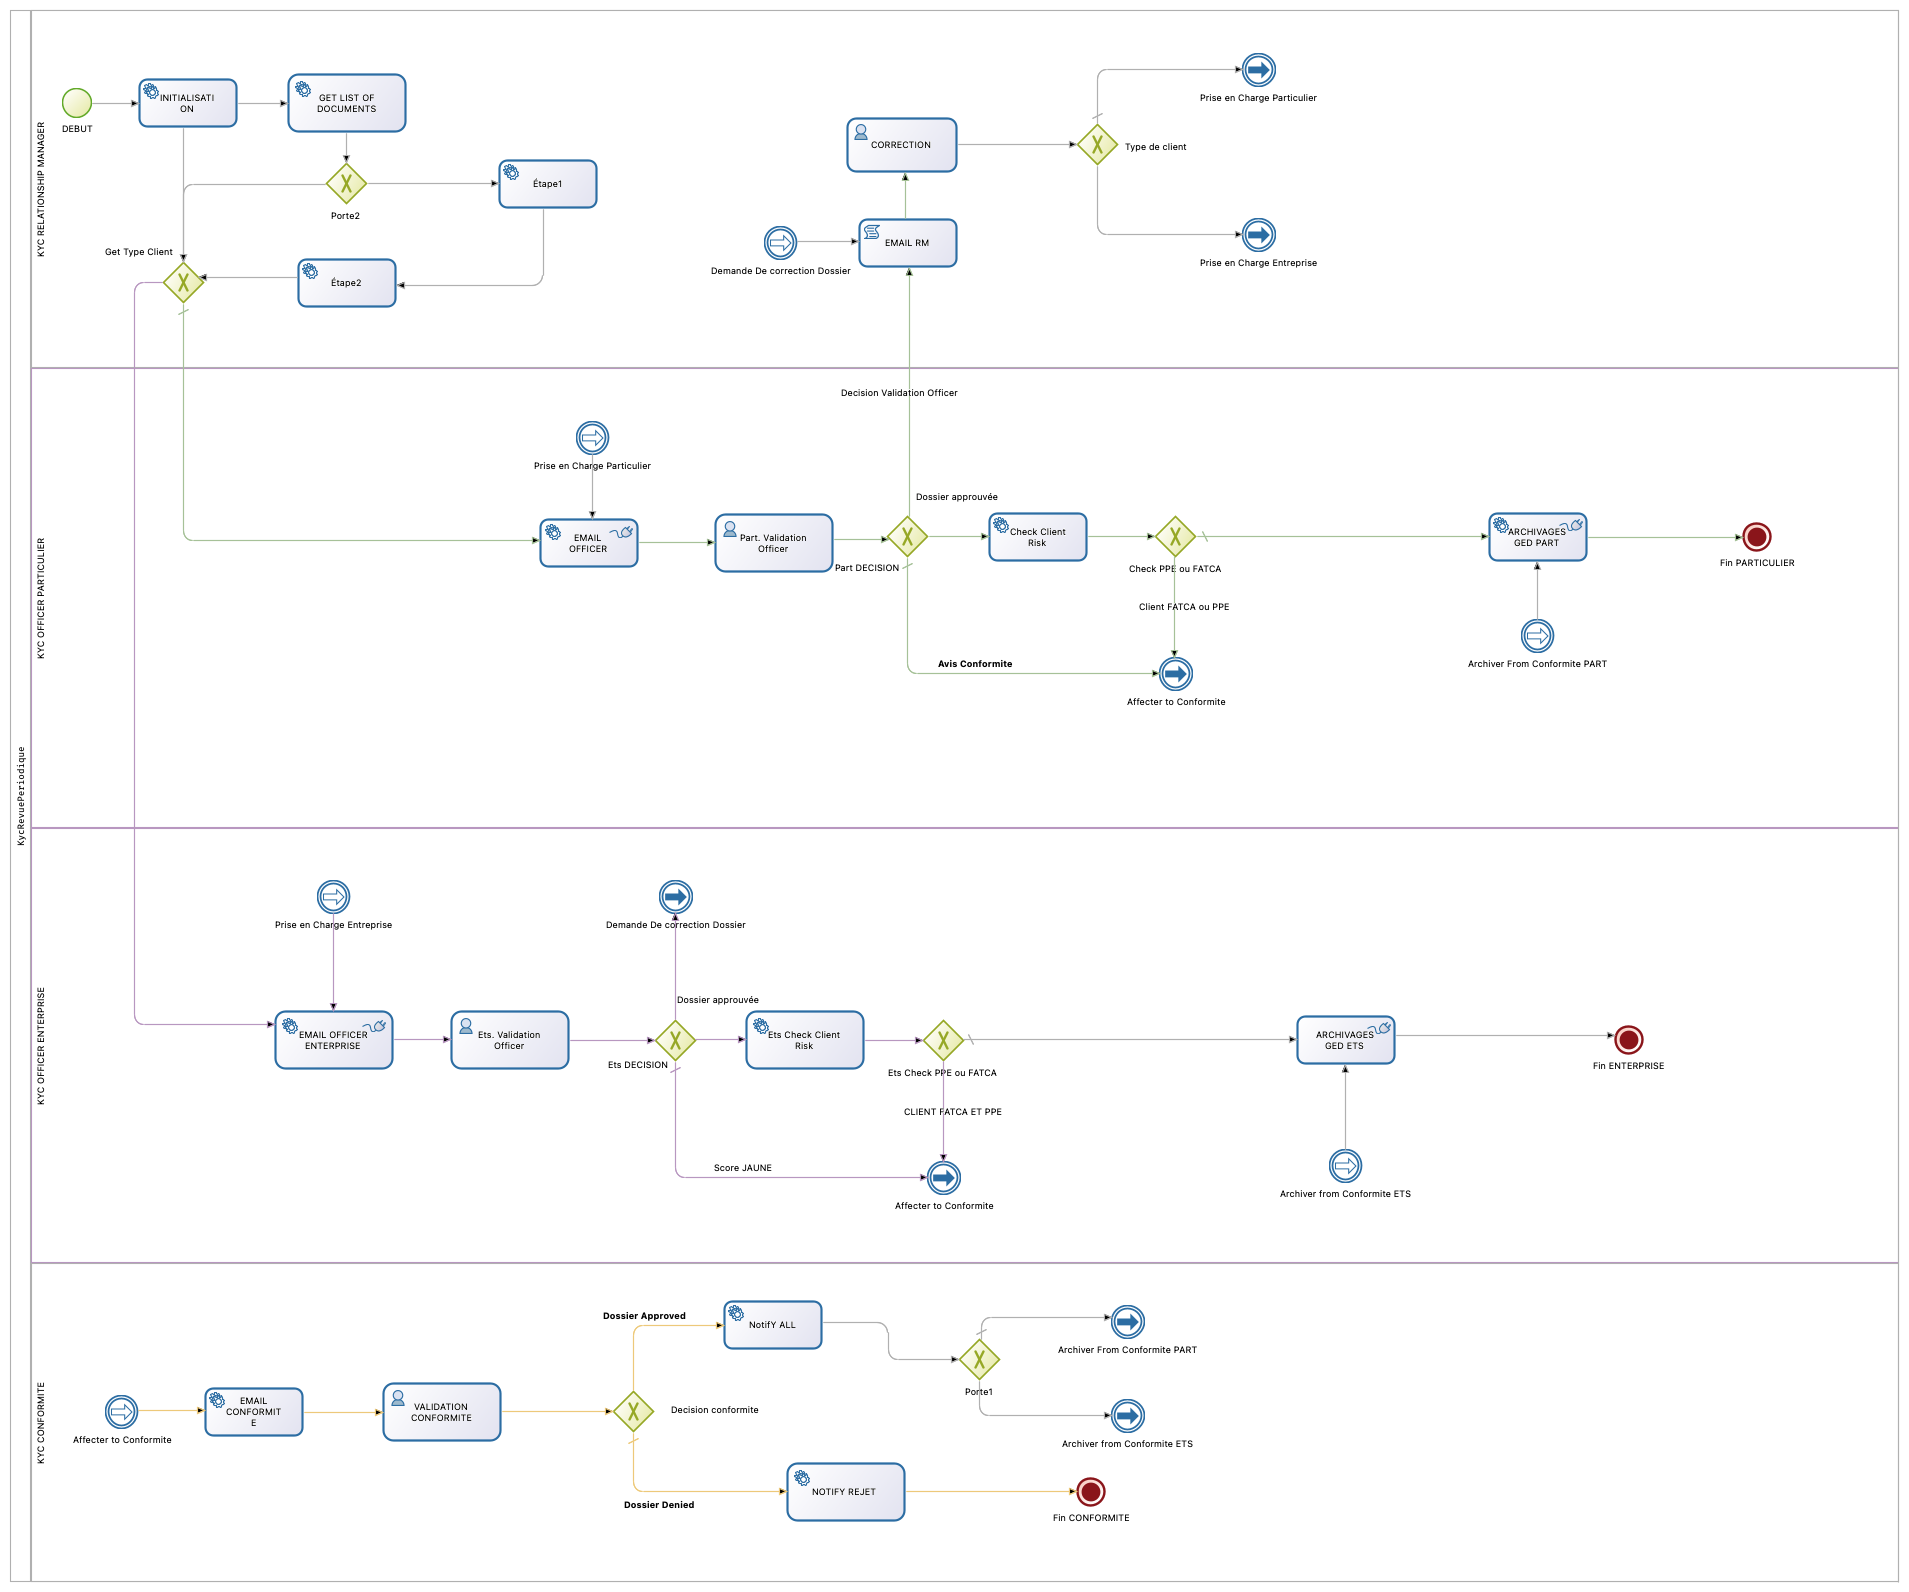 KycRevuePeriodique
KYC RELATIONSHIP MANAGER
DEBUT
INITIALISATI
ON
GET LIST OF
DOCUMENTS
Porte2
Étape1
Get Type Client
Étape2
CORRECTION
Type de client
Prise en Charge Particulier
Prise en Charge Entreprise
EMAIL RM
Demande De correction Dossier
KYC OFFICER PARTICULIER
Decision Validation Officer
Prise en Charge Particulier
EMAIL
OFFICER
Part. Validation
Officer
Dossier approuvée
Part DECISION
Check Client
Risk
Check PPE ou FATCA
Client FATCA ou PPE
Avis Conformite
Affecter to Conformite
ARCHIVAGES
GED PART
Fin PARTICULIER
Archiver From Conformite PART
KYC OFFICER ENTERPRISE
Prise en Charge Entreprise
Demande De correction Dossier
EMAIL OFFICER
ENTERPRISE
Ets. Validation
Officer
Dossier approuvée
Ets DECISION
Ets Check Client
Risk
Ets Check PPE ou FATCA
CLIENT FATCA ET PPE
Score JAUNE
Affecter to Conformite
ARCHIVAGES
GED ETS
Fin ENTERPRISE
Archiver from Conformite ETS
KYC CONFORMITE
Affecter to Conformite
EMAIL
CONFORMIT
E
VALIDATION
CONFORMITE
Dossier Approved
Decision conformite
Dossier Denied
NotifY ALL
Porte1
Archiver From Conformite PART
Archiver from Conformite ETS
NOTIFY REJET
Fin CONFORMITE